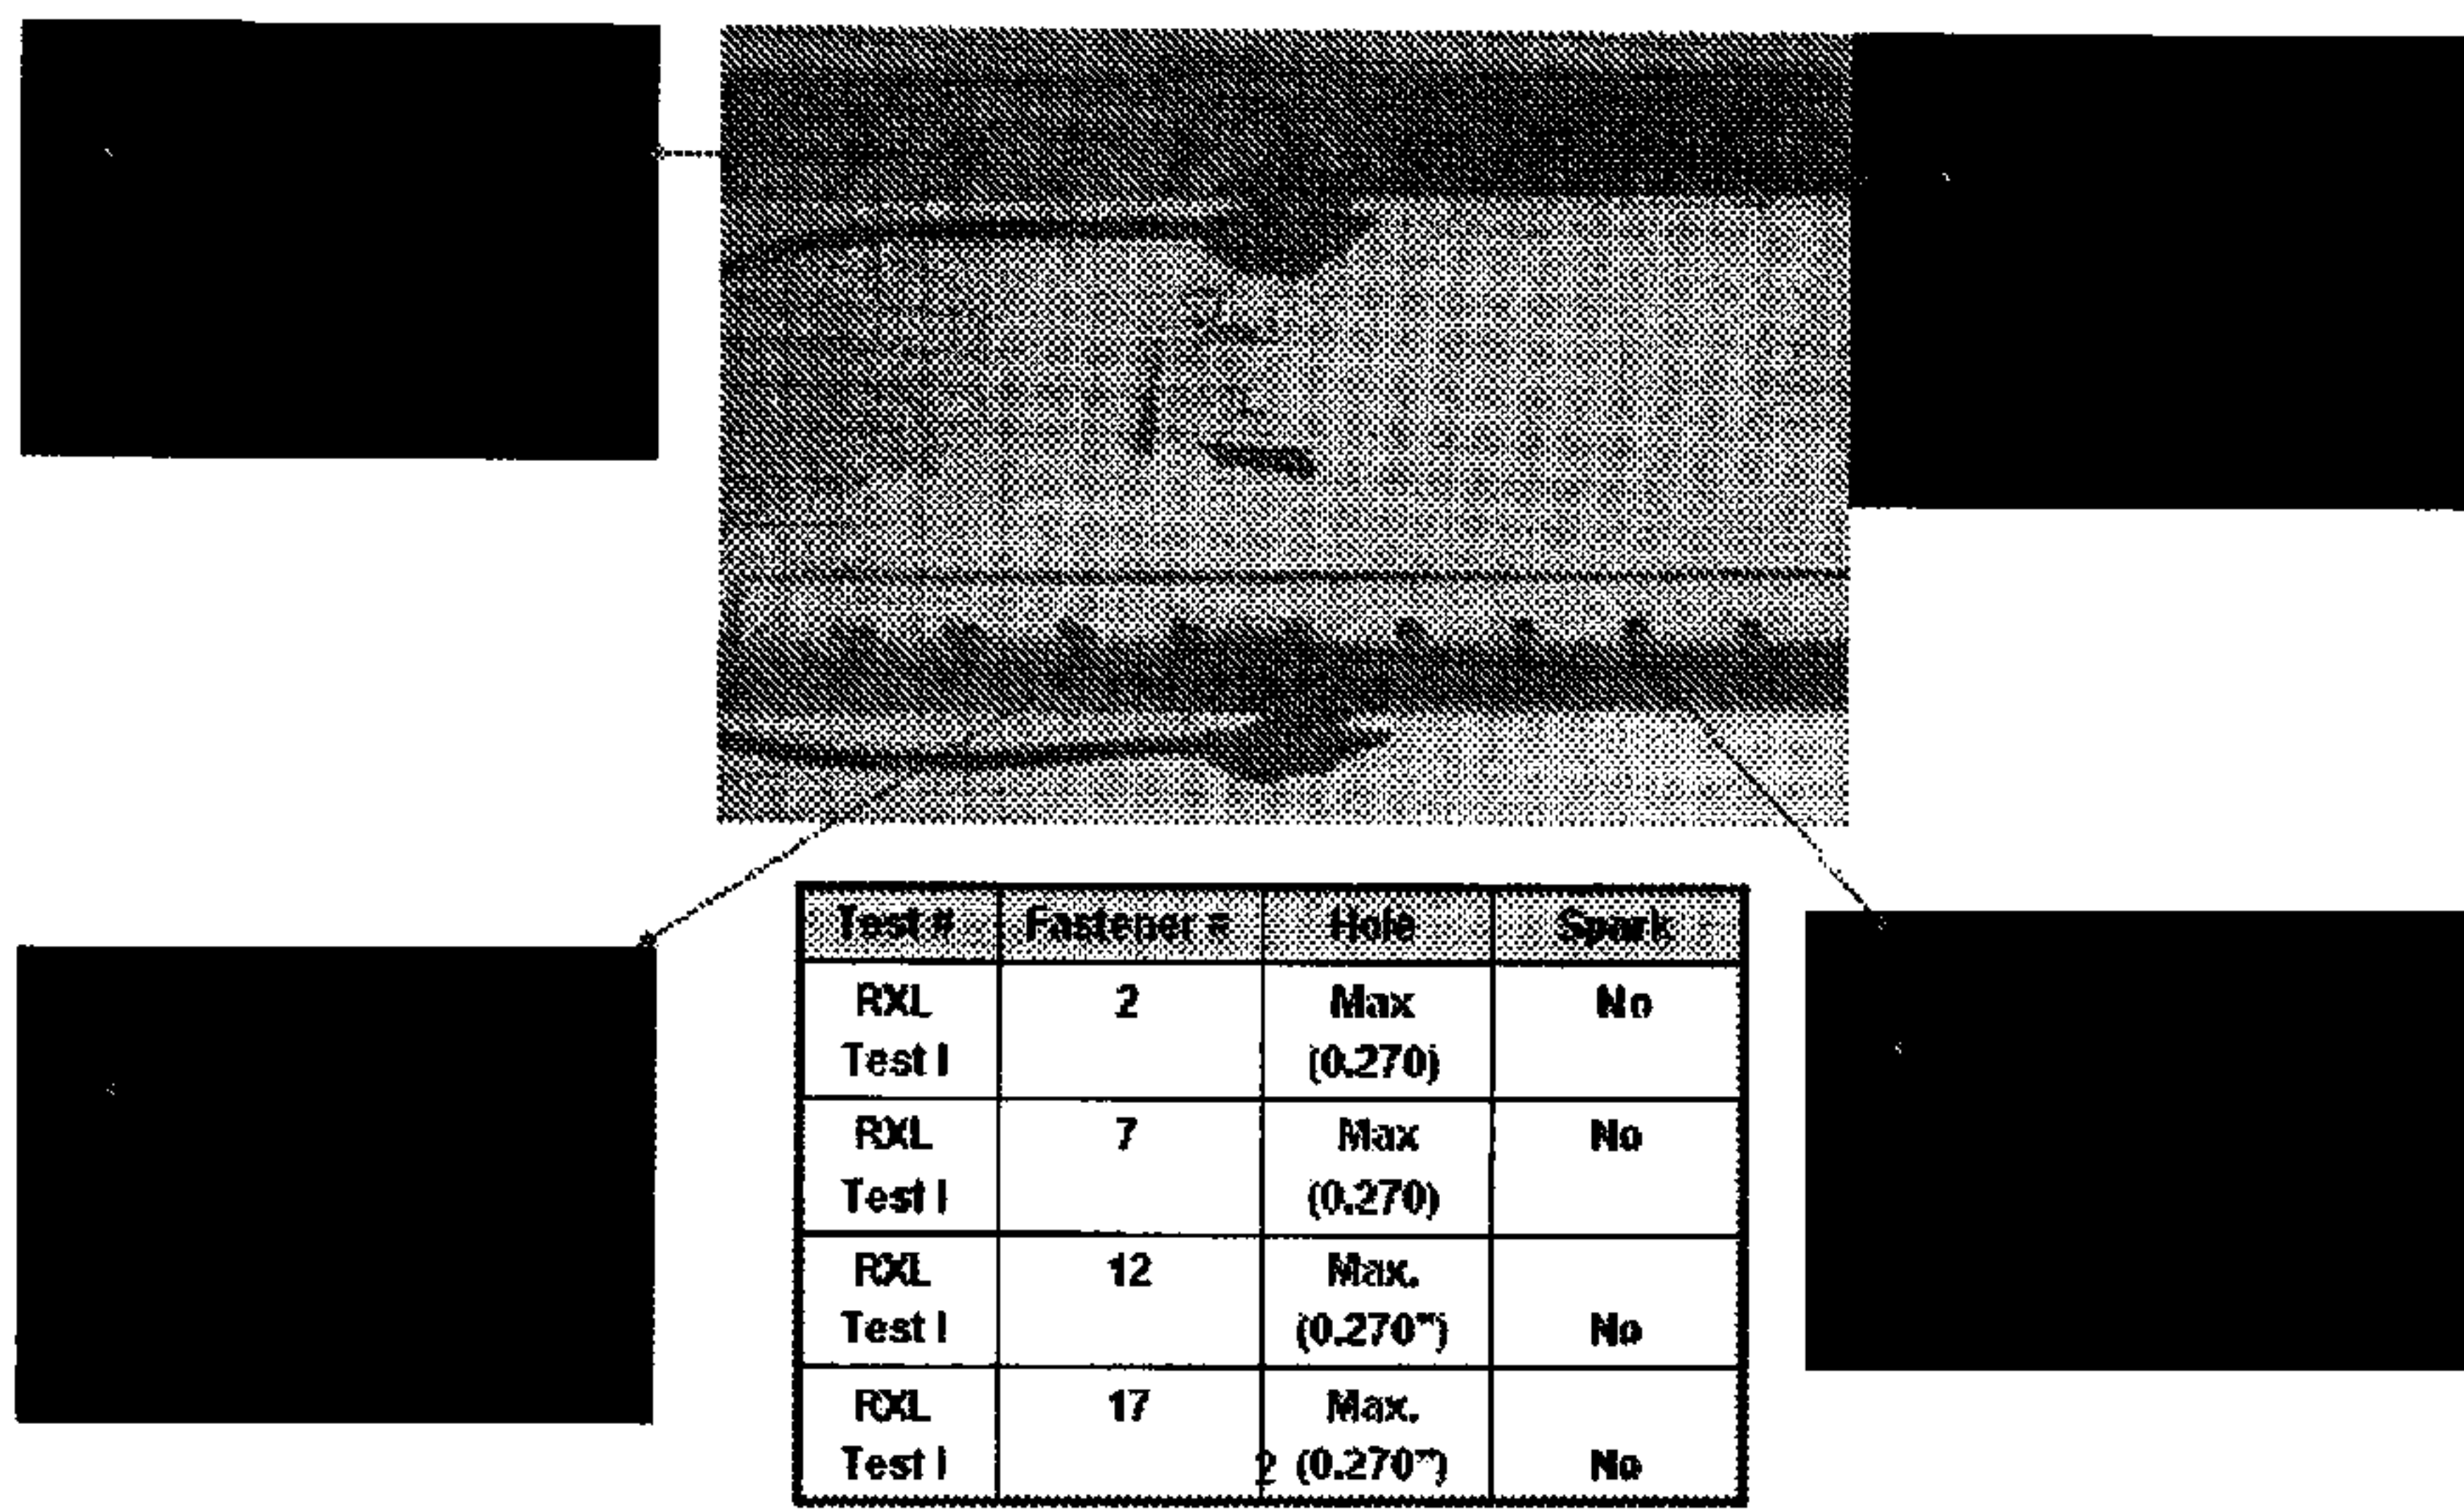 Test # Fastener # Hole Spark
RXL 2 Max No
Test I (0.270)
RXL 7 Max No
Test I (0.270)
RXL 12 Max.
Test I (0.270") No
RXL 17 Max.
Test I 2 (0.270") No